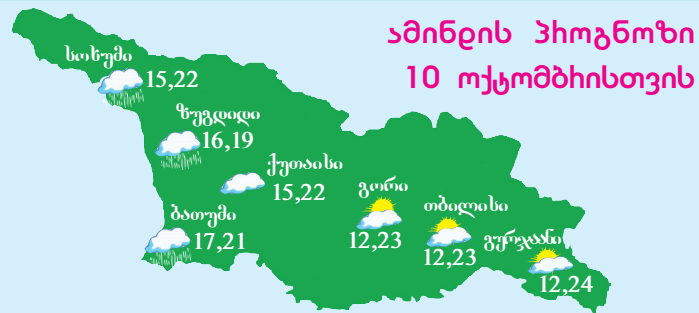 ამინდის პროგნოზი
10 ოქტომბრისთვის
სოხუმი
15,22
ზუგდიდი
16,19
ქუთაისი
15,22
გორი
12,23
თბილისი
12,23
ბათუმი
17,21
გურჯაანი
12,24